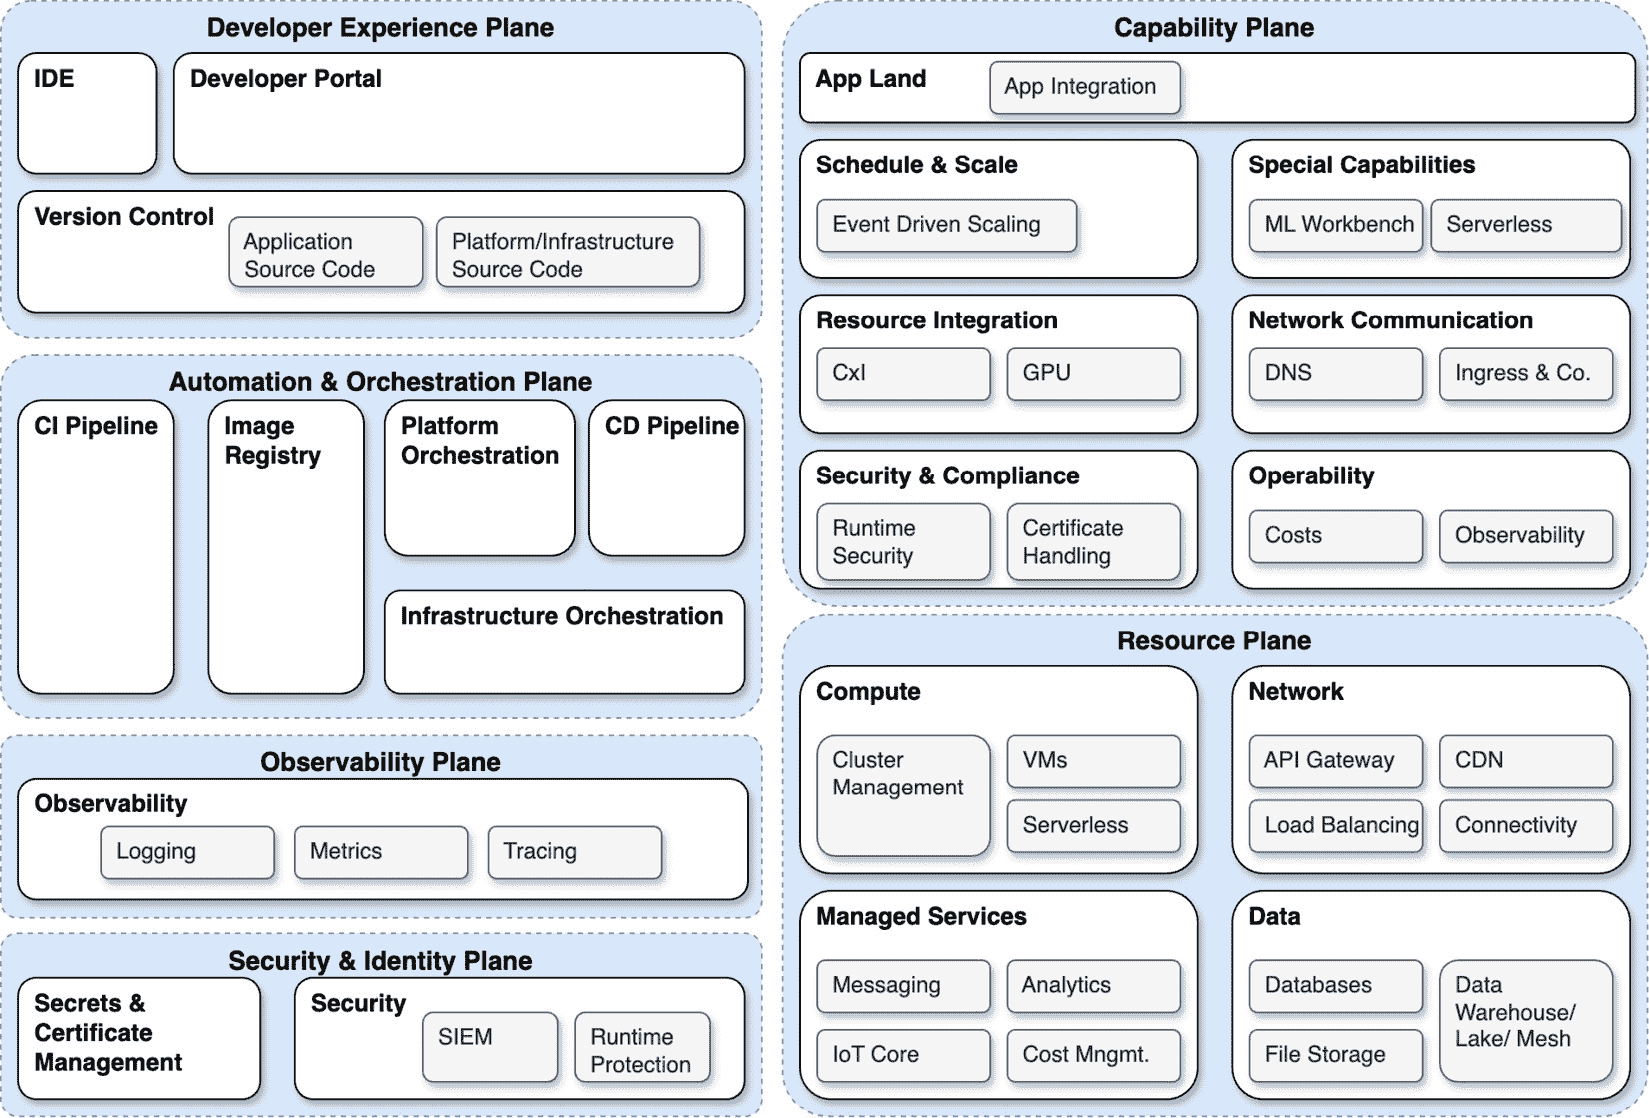 Developer Experience Plane
IDE
Developer Portal
Version Control
Application
Source Code
Platform/Infrastructure
Source Code
Automation & Orchestration Plane
CI Pipeline
Image
Registry
Platform
Orchestration
CD Pipeline
Infrastructure Orchestration
Observability Plane
Observability
Logging
Metrics
Tracing
Security & Identity Plane
Secrets &
Certificate
Management
Security
SIEM
Runtime
Protection
Capability Plane
App Land
App Integration
Schedule & Scale
Event Driven Scaling
Special Capabilities
ML Workbench
Serverless
Resource Integration
CxI
GPU
Network Communication
DNS
Ingress & Co.
Security & Compliance
Runtime
Security
Certificate
Handling
Operability
Costs
Observability
Resource Plane
Compute
Cluster
Management
VMs
Serverless
Network
API Gateway
CDN
Load Balancing
Connectivity
Managed Services
Messaging
Analytics
IoT Core
Cost Mngmt.
Data
Databases
File Storage
Data
Warehouse/
Lake/ Mesh